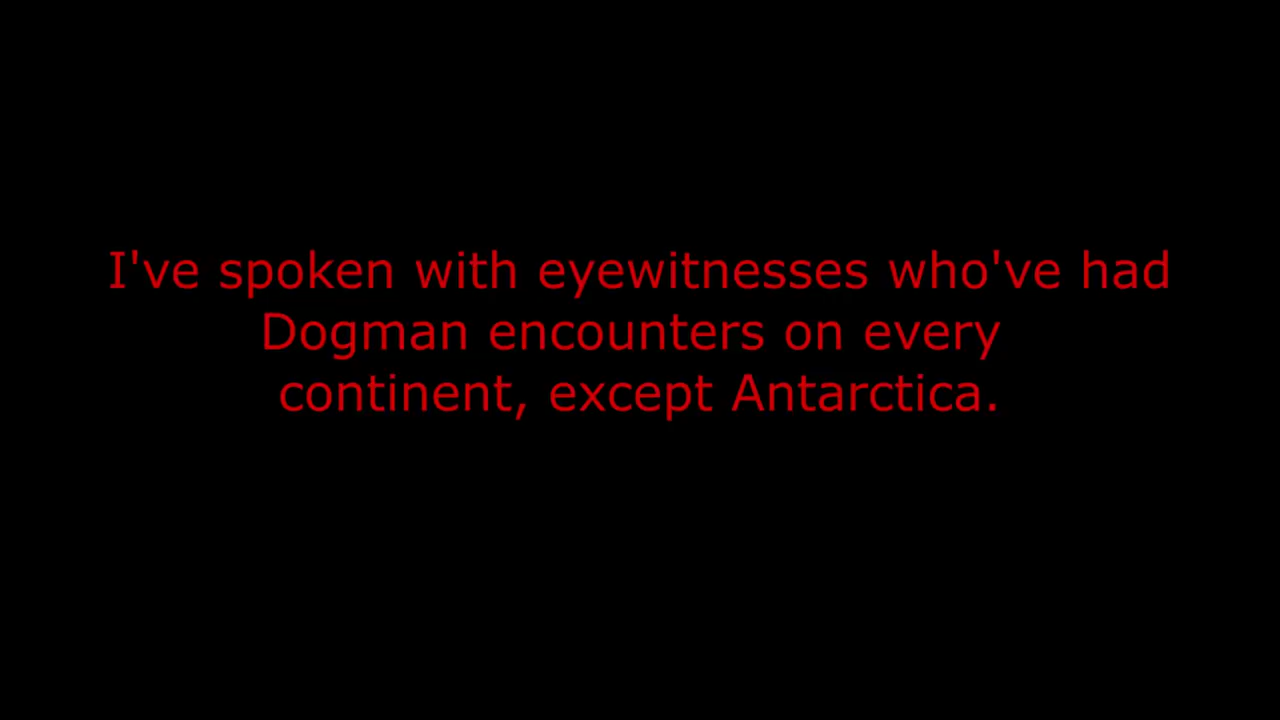 I've spoken with eyewitnesses who've had
Dogman encounters on every
continent, except Antarctica.